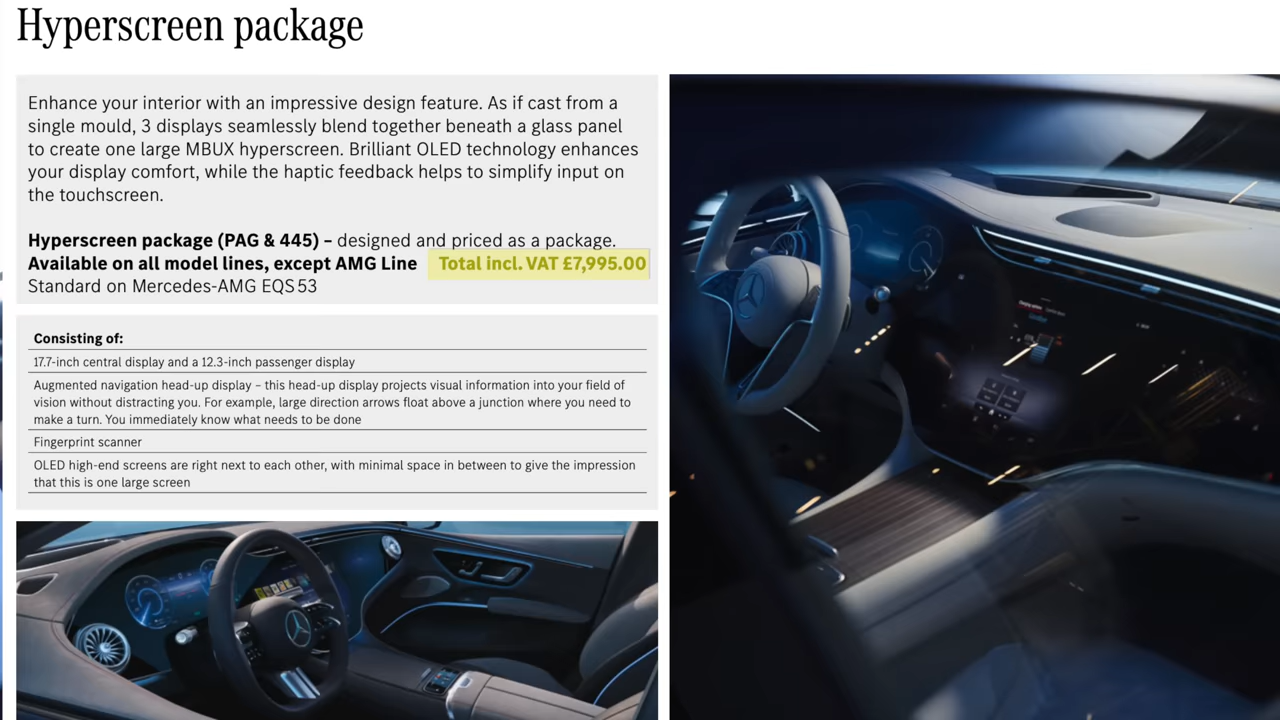 Hyperscreen package
Enhance your interior with an impressive design feature. As if cast from a
single mould, 3 displays seamlessly blend together beneath a glass panel
to create one large MBUX hyperscreen. Brilliant OLED technology enhances
your display comfort, while the haptic feedback helps to simplify input on
the touchscreen.
Hyperscreen package (PAG & 445) – designed and priced as a package.
Available on all model lines, except AMG Line Total incl. VAT £7,995.00
Standard on Mercedes-AMG EQS 53
Consisting of:
17.7-inch central display and a 12.3-inch passenger display
Augmented navigation head-up display – this head-up display projects visual information into your field of
vision without distracting you. For example, large direction arrows float above a junction where you need to
make a turn. You immediately know what needs to be done
Fingerprint scanner
OLED high-end screens are right next to each other, with minimal space in between to give the impression
that this is one large screen